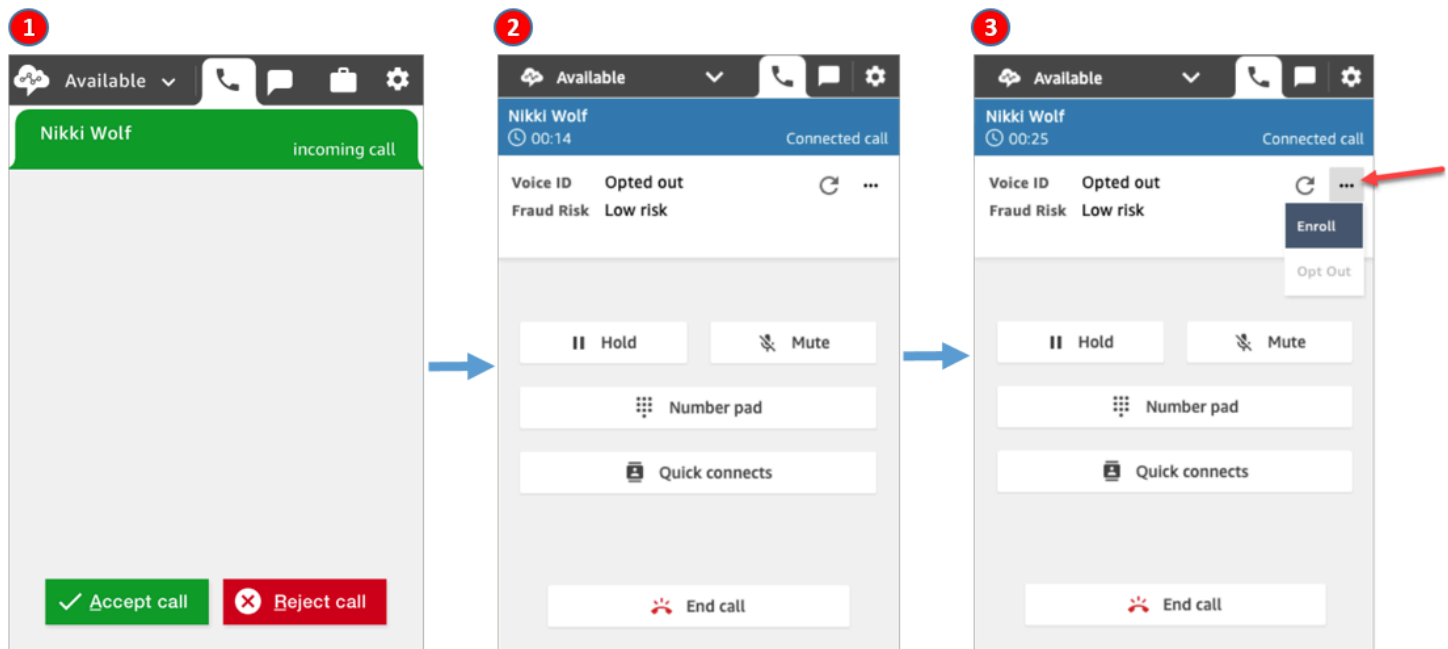 1
Available
Nikki Wolf
incoming call
Accept call
Reject call
2
Available
Nikki Wolf
00:14
Connected call
Voice ID Opted out
Fraud Risk Low risk
Hold
Mute
Number pad
Quick connects
End call
3
Available
Nikki Wolf
00:25
Connected call
Voice ID Opted out
Fraud Risk Low risk
Enroll
Opt Out
Hold
Mute
Number pad
Quick connects
End call